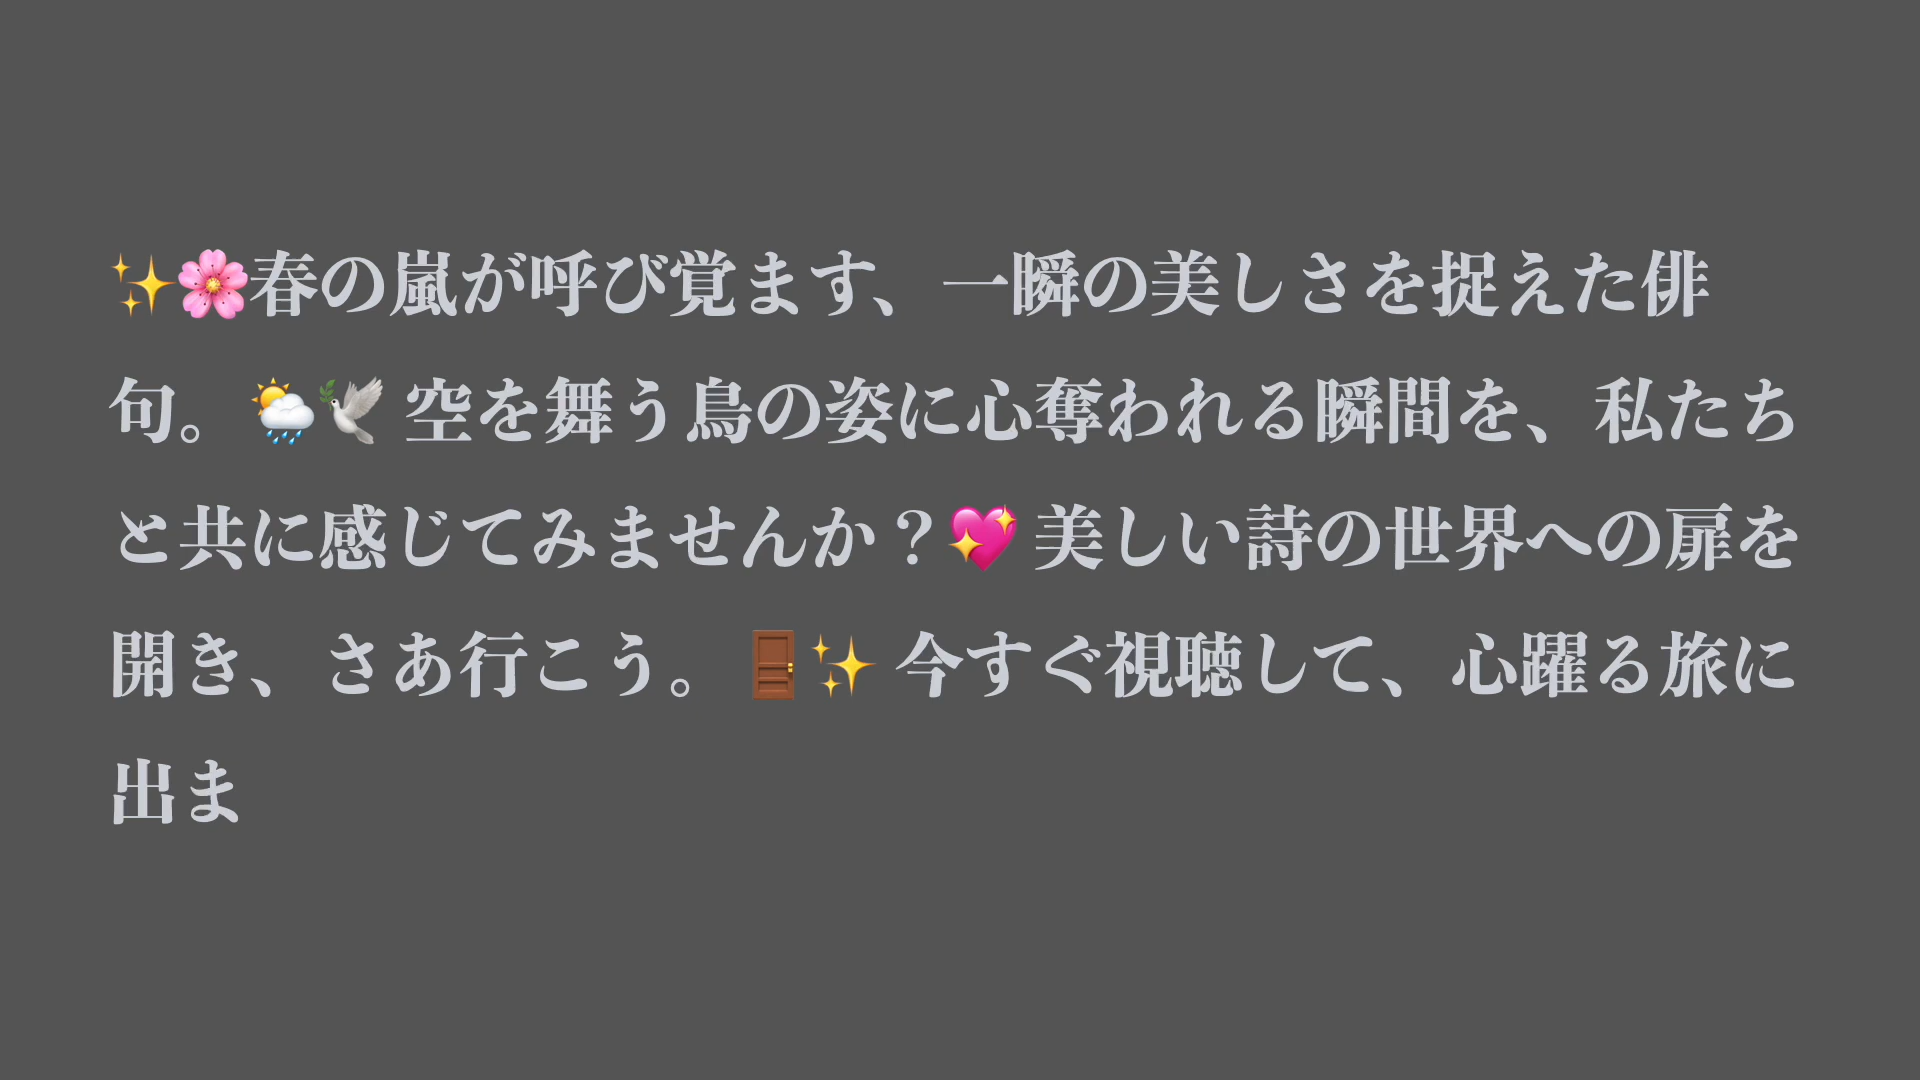 ✨🌸春の嵐が呼び覚ます、一瞬の美しさを捉えた俳
句。🌦️🕊️ 空を舞う鳥の姿に心奪われる瞬間を、私たち
と共に感じてみませんか？💖 美しい詩の世界への扉を
開き、さあ行こう。🚪✨ 今すぐ視聴して、心躍る旅に
出ま